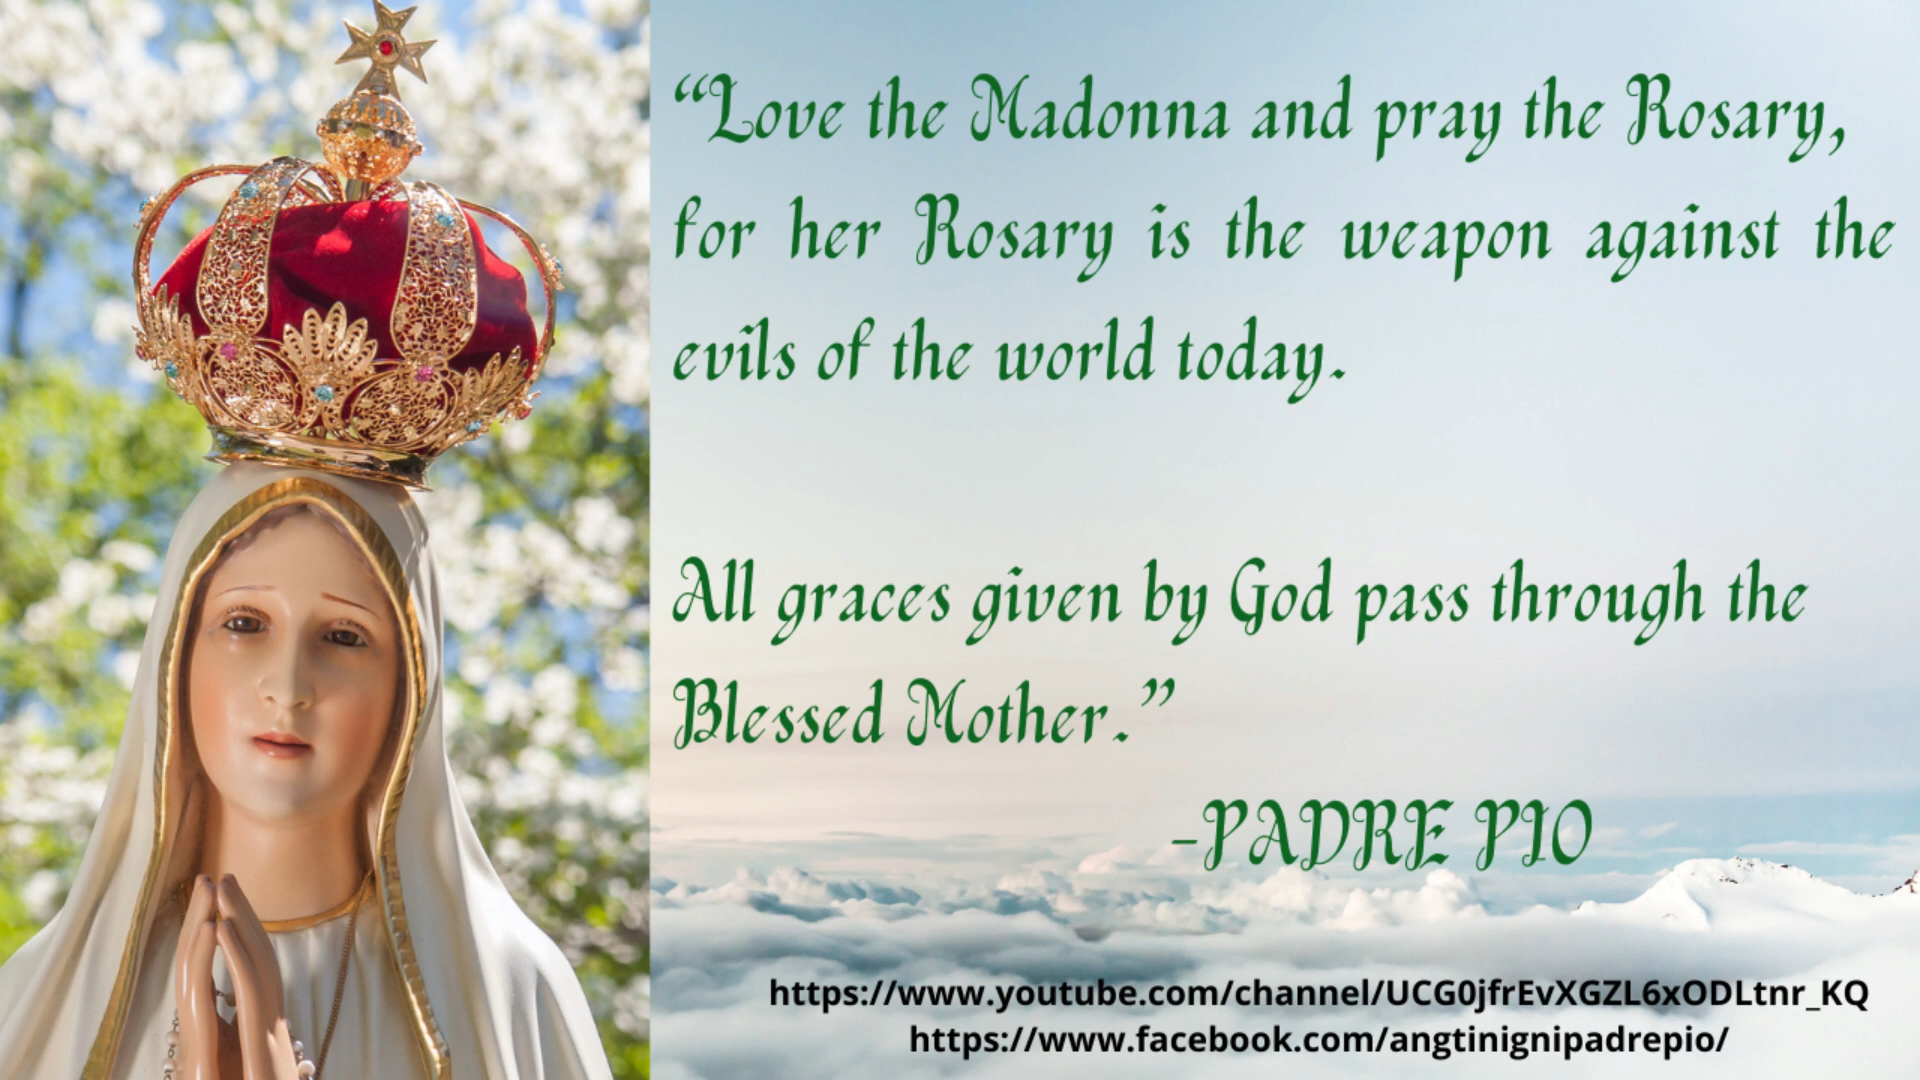 “Love the Madonna and pray the Rosary,
for her Rosary is the weapon against the
evils of the world today.
All graces given by God pass through the
Blessed Mother.”
-PADRE PIO
https://www.youtube.com/channel/UCG0jfrEvXGZL6xODLtnr_KQ
https://www.facebook.com/angtinignipadrepio/